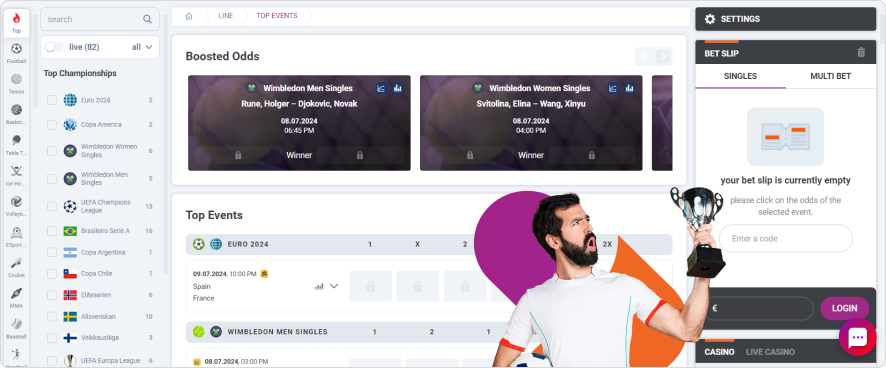 Top
Football
Tennis
Basket...
Table T...
Ice Ho...
Volleyb...
ESport...
Cricket
MMA
Baseball
search
live (82)
all
Top Championships
Euro 2024 2
Copa America 2
Wimbledon Women
Singles 6
Wimbledon Men
Singles 5
UEFA Champions
League 13
Brasileiro Serie A 16
Copa Argentina 1
Copa Chile 1
Eliteserien 6
Allsvenskan 10
Veikkausliiga 3
UEFA Europa League 6
LINE
TOP EVENTS
Boosted Odds
Wimbledon Men Singles
Rune, Holger – Djokovic, Novak
08.07.2024
06:45 PM
Winner
Wimbledon Women Singles
Svitolina, Elina – Wang, Xinyu
08.07.2024
04:00 PM
Winner
Top Events
EURO 2024 1 X 2 2X
09.07.2024, 10:00 PM
Spain
France
WIMBLEDON MEN SINGLES 1 2 1
08.07.2024, 03:00 PM
SETTINGS
BET SLIP
SINGLES
MULTI BET
your bet slip is currently empty
please click on the odds of the
selected event.
Enter a code
€
LOGIN
CASINO
LIVE CASINO